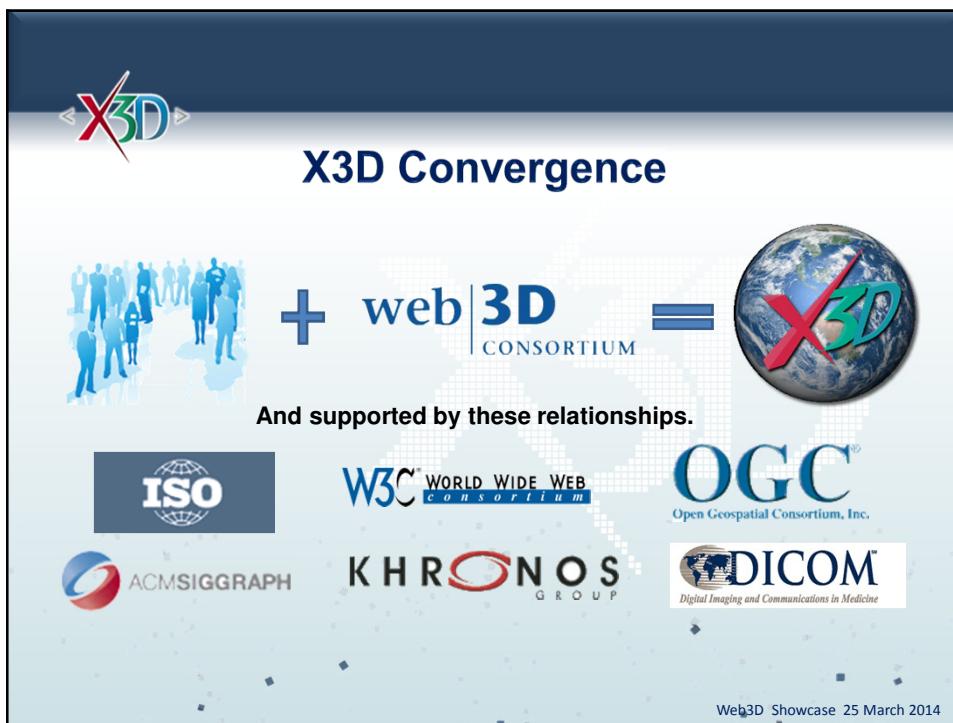 <X3D>
X3D Convergence
web|3D
CONSORTIUM
X3D
And supported by these relationships.
ISO
W3C® WORLD WIDE WEB
consortium
OGC®
Open Geospatial Consortium, Inc.
ACMSIGGRAPH
KHRONOS
GROUP
DICOM™
Digital Imaging and Communications in Medicine
Web3D Showcase 25 March 2014